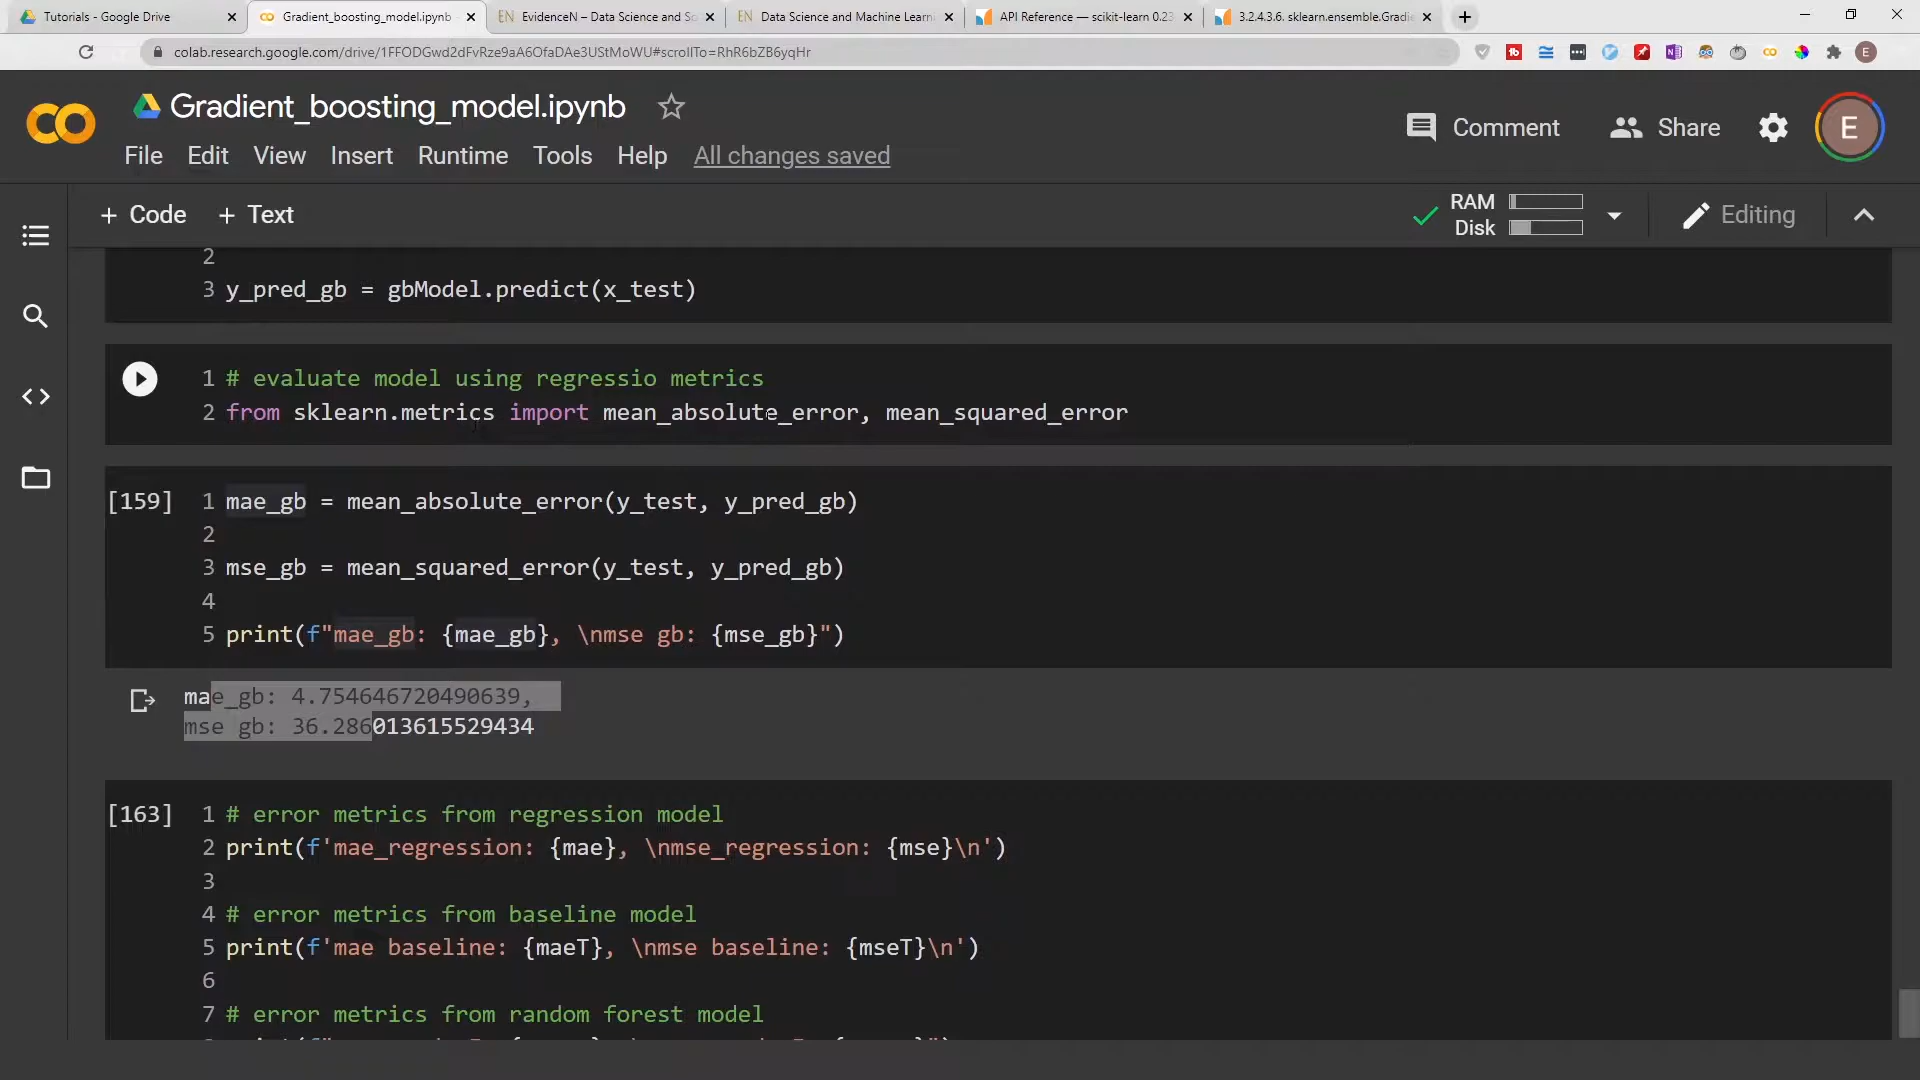 Tutorials - Google Drive
Gradient_boosting_model.ipynb
EvidenceN – Data Science and So
Data Science and Machine Learni
API Reference — scikit-learn 0.23
3.2.4.3.6. sklearn.ensemble.Gradie
colab.research.google.com/drive/1FFODGwd2dFvRze9aA6OfaDAe3UStMoWU#scrollTo=RhR6bZB6yqHr
Gradient_boosting_model.ipynb
Comment
Share
E
File Edit View Insert Runtime Tools Help All changes saved
+ Code + Text
RAM
Disk
Editing
2
3 y_pred_gb = gbModel.predict(x_test)
1 # evaluate model using regressio metrics
2 from sklearn.metrics import mean_absolute_error, mean_squared_error
[159] 1 mae_gb = mean_absolute_error(y_test, y_pred_gb)
2
3 mse_gb = mean_squared_error(y_test, y_pred_gb)
4
5 print(f"mae_gb: {mae_gb}, \nmse gb: {mse_gb}")
mae_gb: 4.754646720490639,
mse gb: 36.286013615529434
[163] 1 # error metrics from regression model
2 print(f'mae_regression: {mae}, \nmse_regression: {mse}\n')
3
4 # error metrics from baseline model
5 print(f'mae baseline: {maeT}, \nmse baseline: {mseT}\n')
6
7 # error metrics from random forest model